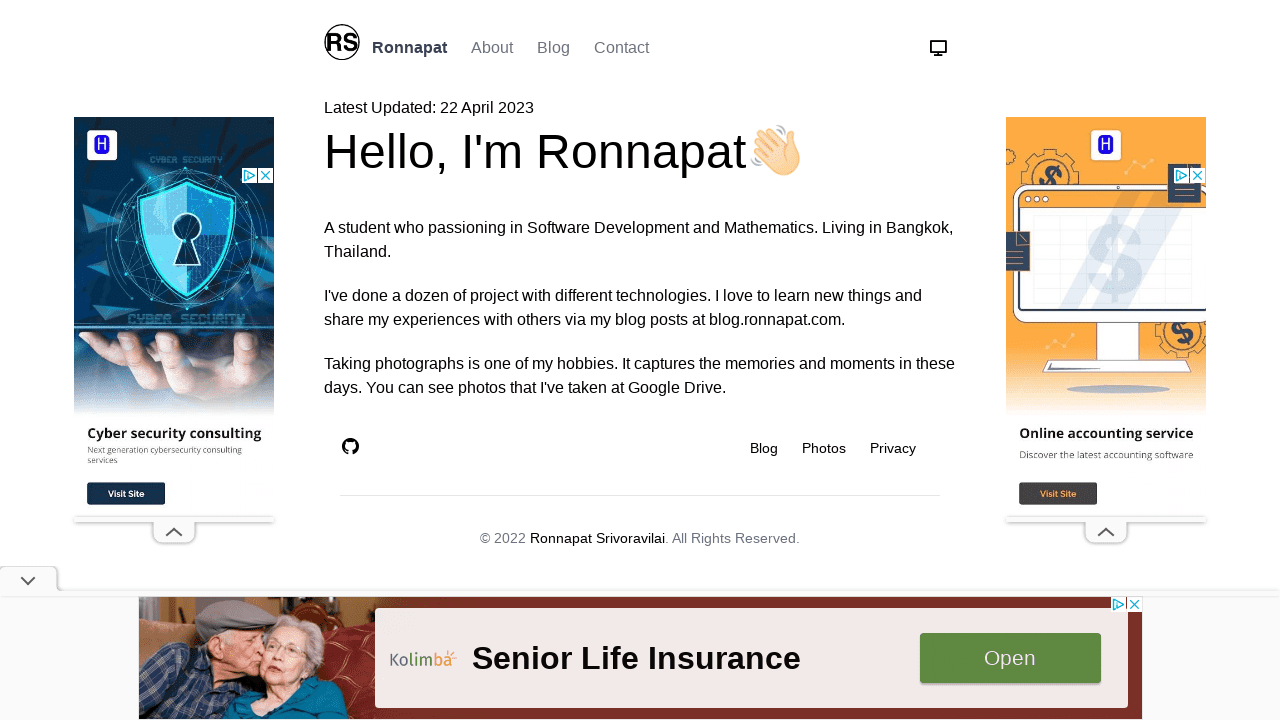 RS
Ronnapat
About
Blog
Contact
Latest Updated: 22 April 2023
Hello, I'm Ronnapat
A student who passioning in Software Development and Mathematics. Living in Bangkok,
Thailand.
I've done a dozen of project with different technologies. I love to learn new things and
share my experiences with others via my blog posts at blog.ronnapat.com.
Taking photographs is one of my hobbies. It captures the memories and moments in these
days. You can see photos that I've taken at Google Drive.
Blog
Photos
Privacy
© 2022 Ronnapat Srivoravilai. All Rights Reserved.
H
CYBER SECURITY
CYBER SECURITY
Cyber security consulting
Next generation cybersecurity consulting
services
Visit Site
H
Online accounting service
Discover the latest accounting software
Visit Site
Kolimba
Senior Life Insurance
Open